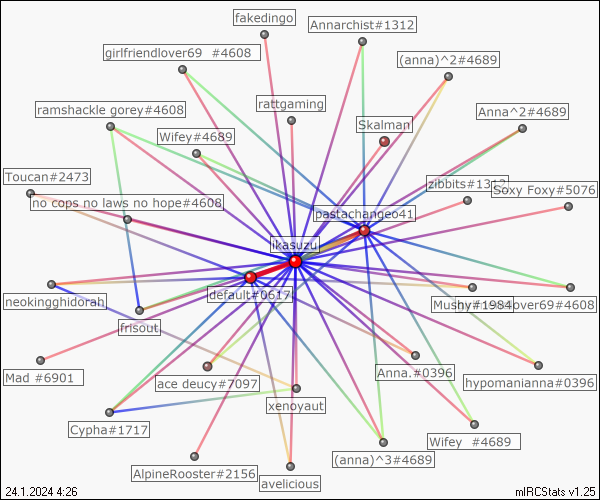 fakedingo
Annarchist#1312
girlfriendlover69 #4608
(anna)^2#4689
ramshackle gorey#4608
rattgaming
Anna^2#4689
Skalman
Wifey#4689
Toucan#2473
zibbits#1312
Soxy Foxy#5076
no cops no laws no hope#4608
pastachangeo41
ikasuzu
default#0617
neokingghidorah
Mushy#1984
lover69#4608
frisout
Mad #6901
ace deucy#7097
Anna.#0396
hypomanianna#0396
xenoyaut
Cypha#1717
Wifey #4689
(anna)^3#4689
AlpineRooster#2156
avelicious
24.1.2024 4:26
mIRCStats v1.25